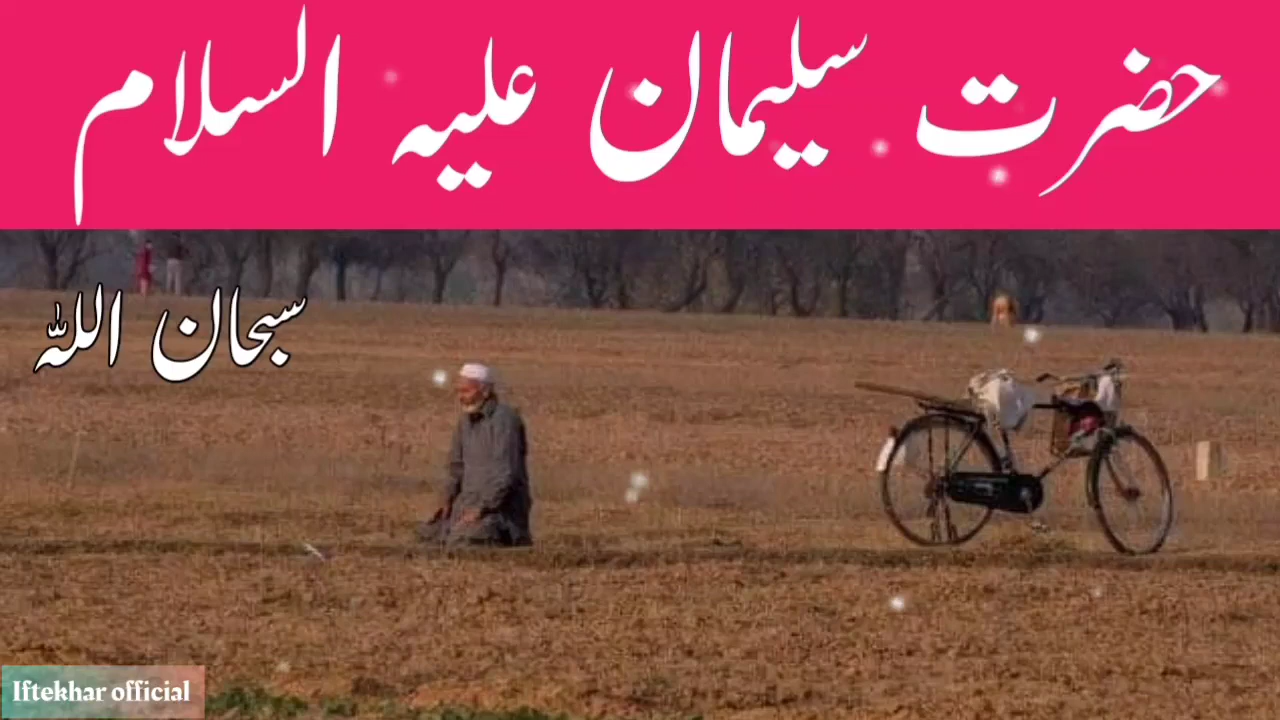 حضرت سلیمان علیہ السلام
سبحان اللہ
Iftekhar official